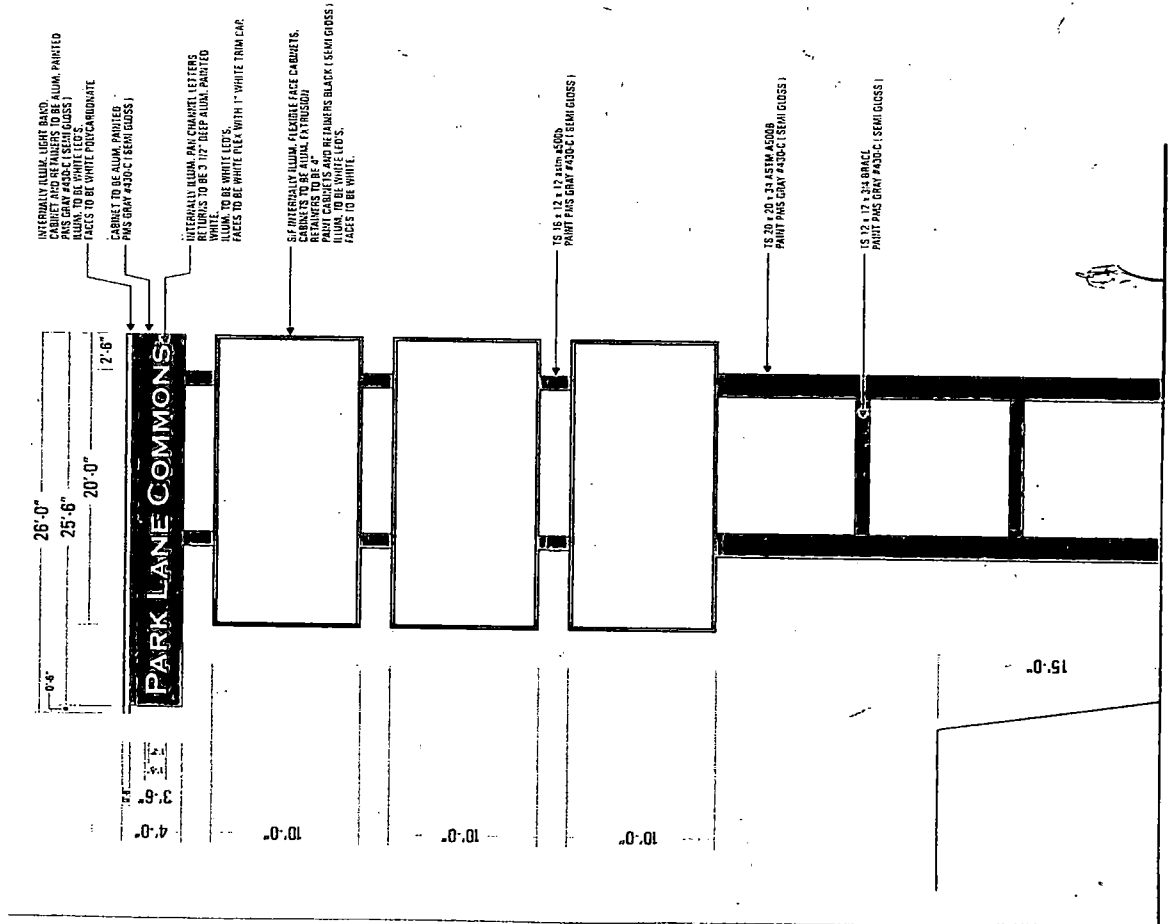 INTERNALLY ILLUM. LIGHT BAND.
CABINET AND RETAINERS TO BE ALUM. PAINTED
PMS GRAY #430-C ( SEMI GLOSS )
ILLUM. TO BE WHITE LED'S.
FACES TO BE WHITE POLYCARBONATE
CABINET TO BE ALUM. PAINTED
PMS GRAY #430-C ( SEMI GLOSS )
INTERNALLY ILLUM. PAN CHANNEL LETTERS
RETURNS TO BE 3 1/2" DEEP ALUM. PAINTED
WHITE.
ILLUM. TO BE WHITE LED'S.
FACES TO BE WHITE PLEX WITH 1" WHITE TRIM CAP.
S/F INTERNALLY ILLUM. FLEXIBLE FACE CABINETS.
CABINETS TO BE ALUM. EXTRUSION
RETAINERS TO BE 4"
PAINT CABINETS AND RETAINERS BLACK ( SEMI GLOSS )
ILLUM. TO BE WHITE LED'S.
FACES TO BE WHITE.
TS 16 x 12 x 12 astm a500b
PAINT PMS GRAY #430-C ( SEMI GLOSS )
TS 20 x 20 x 3/4 ASTM A500B
PAINT PMS GRAY #430-C ( SEMI GLOSS )
TS 12 x 12 x 3/4 BRACE
PAINT PMS GRAY #430-C ( SEMI GLOSS )
26'-0"
25'-6"
20'-0"
2'-6"
0'-6"
PARK LANE COMMONS
3'-6"
4'-0"
10'-0"
10'-0"
10'-0"
15'-0"